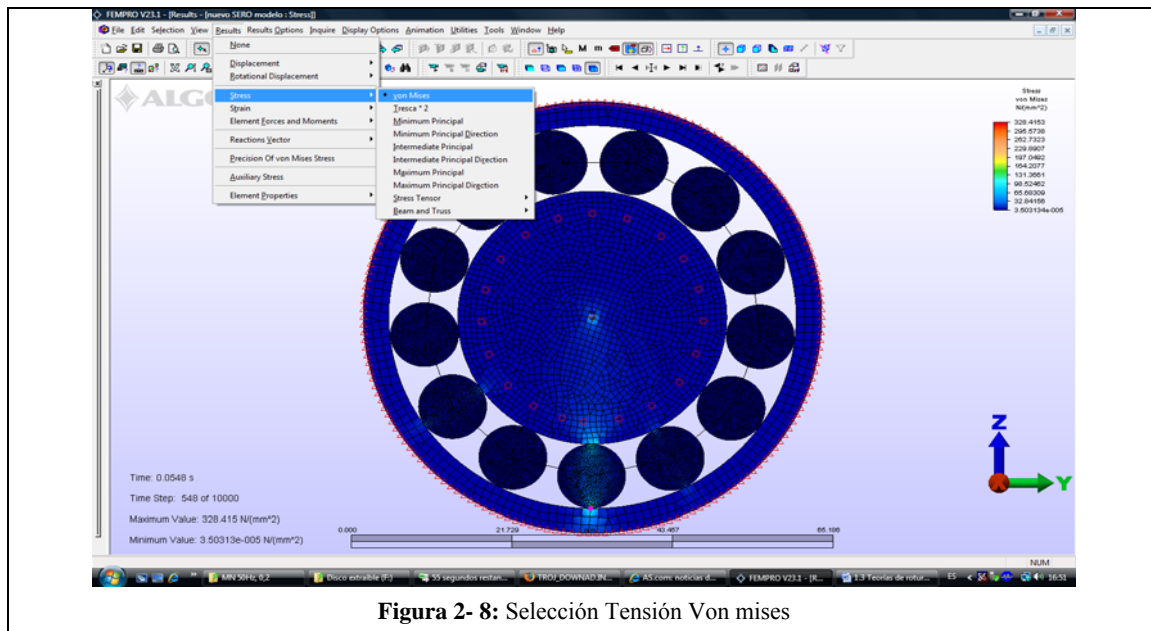 FEMPRO V23.1 - [Results - [nuevo SERO modelo : Stress]]
File Edit Selection View Results Results Options Inquire Display Options Animation Utilities Tools Window Help
M m
None
Displacement
Rotational Displacement
Stress
Strain
Element Forces and Moments
Reactions Vector
Precision Of von Mises Stress
Auxiliary Stress
Element Properties
von Mises
Tresca * 2
Minimum Principal
Minimum Principal Direction
Intermediate Principal
Intermediate Principal Direction
Maximum Principal
Maximum Principal Direction
Stress Tensor
Beam and Truss
Stress
von Mises
N/(mm^2)
328.4153
295.5738
262.7323
229.8907
197.0492
164.2077
131.3661
98.52462
65.68309
32.84156
3.503134e-005
Z
Y
Time: 0.0548 s
Time Step: 548 of 10000
Maximum Value: 328.415 N/(mm^2)
Minimum Value: 3.50313e-005 N/(mm^2)
0.000 21.729 43.457 65.186
NUM
MN 50Hz, 0,2 Disco extraíble (F:) 55 segundos restan... TROJ_DOWNAD.IN... AS.com: noticias d... FEMPRO V23.1 - [R... 1.3 Teorias de rotur... ES 16:51
Figura 2- 8: Selección Tensión Von mises